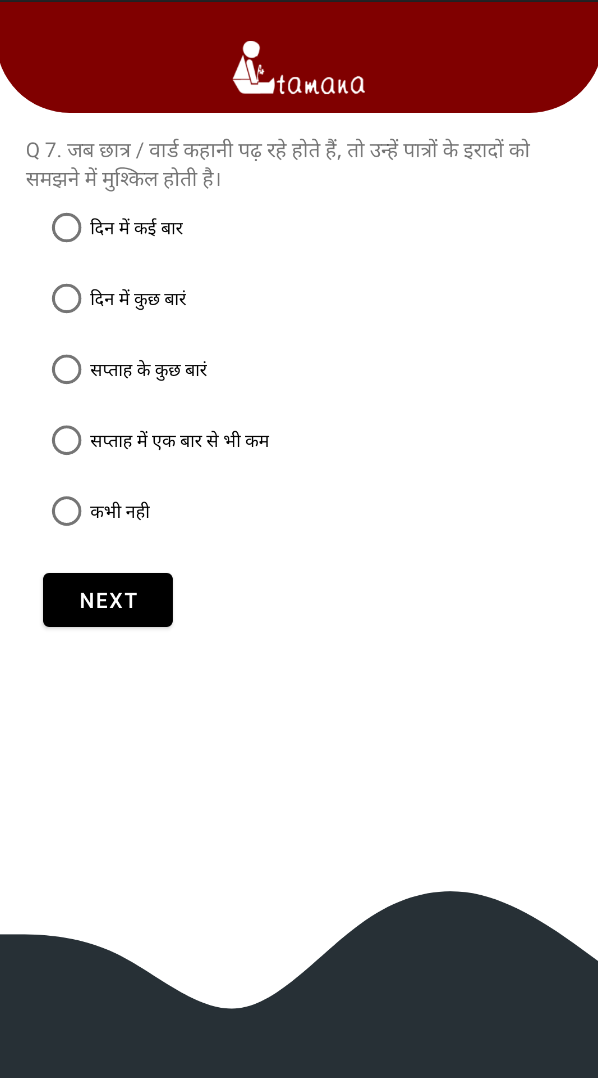 tamana
Q 7. जब छात्र / वार्ड कहानी पढ़ रहे होते हैं, तो उन्हें पात्रों के इरादों को
समझने में मुश्किल होती है।
दिन में कई बार
दिन में कुछ बारं
सप्ताह के कुछ बारं
सप्ताह में एक बार से भी कम
कभी नही
NEXT